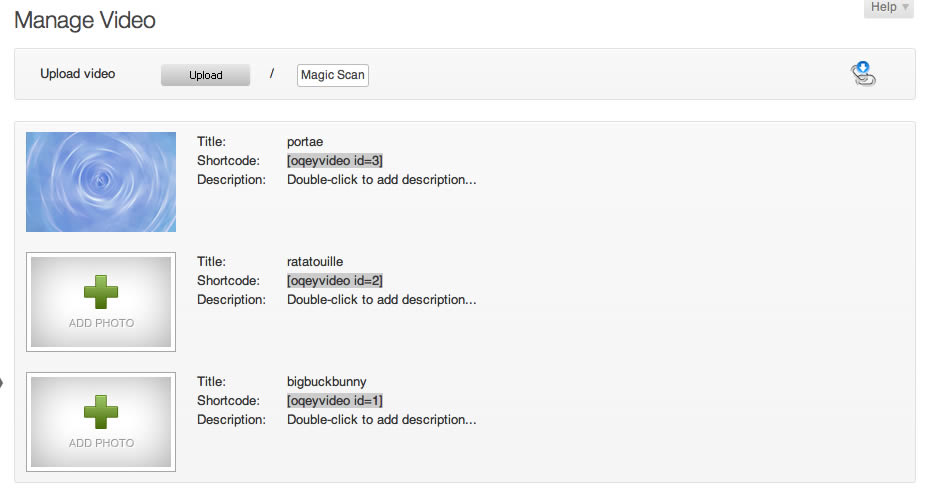 Help
Manage Video
Upload video Upload / Magic Scan
Title: portae
Shortcode: [oqeyvideo id=3]
Description: Double-click to add description...
Title: ratatouille
Shortcode: [oqeyvideo id=2]
Description: Double-click to add description...
ADD PHOTO
Title: bigbuckbunny
Shortcode: [oqeyvideo id=1]
Description: Double-click to add description...
ADD PHOTO